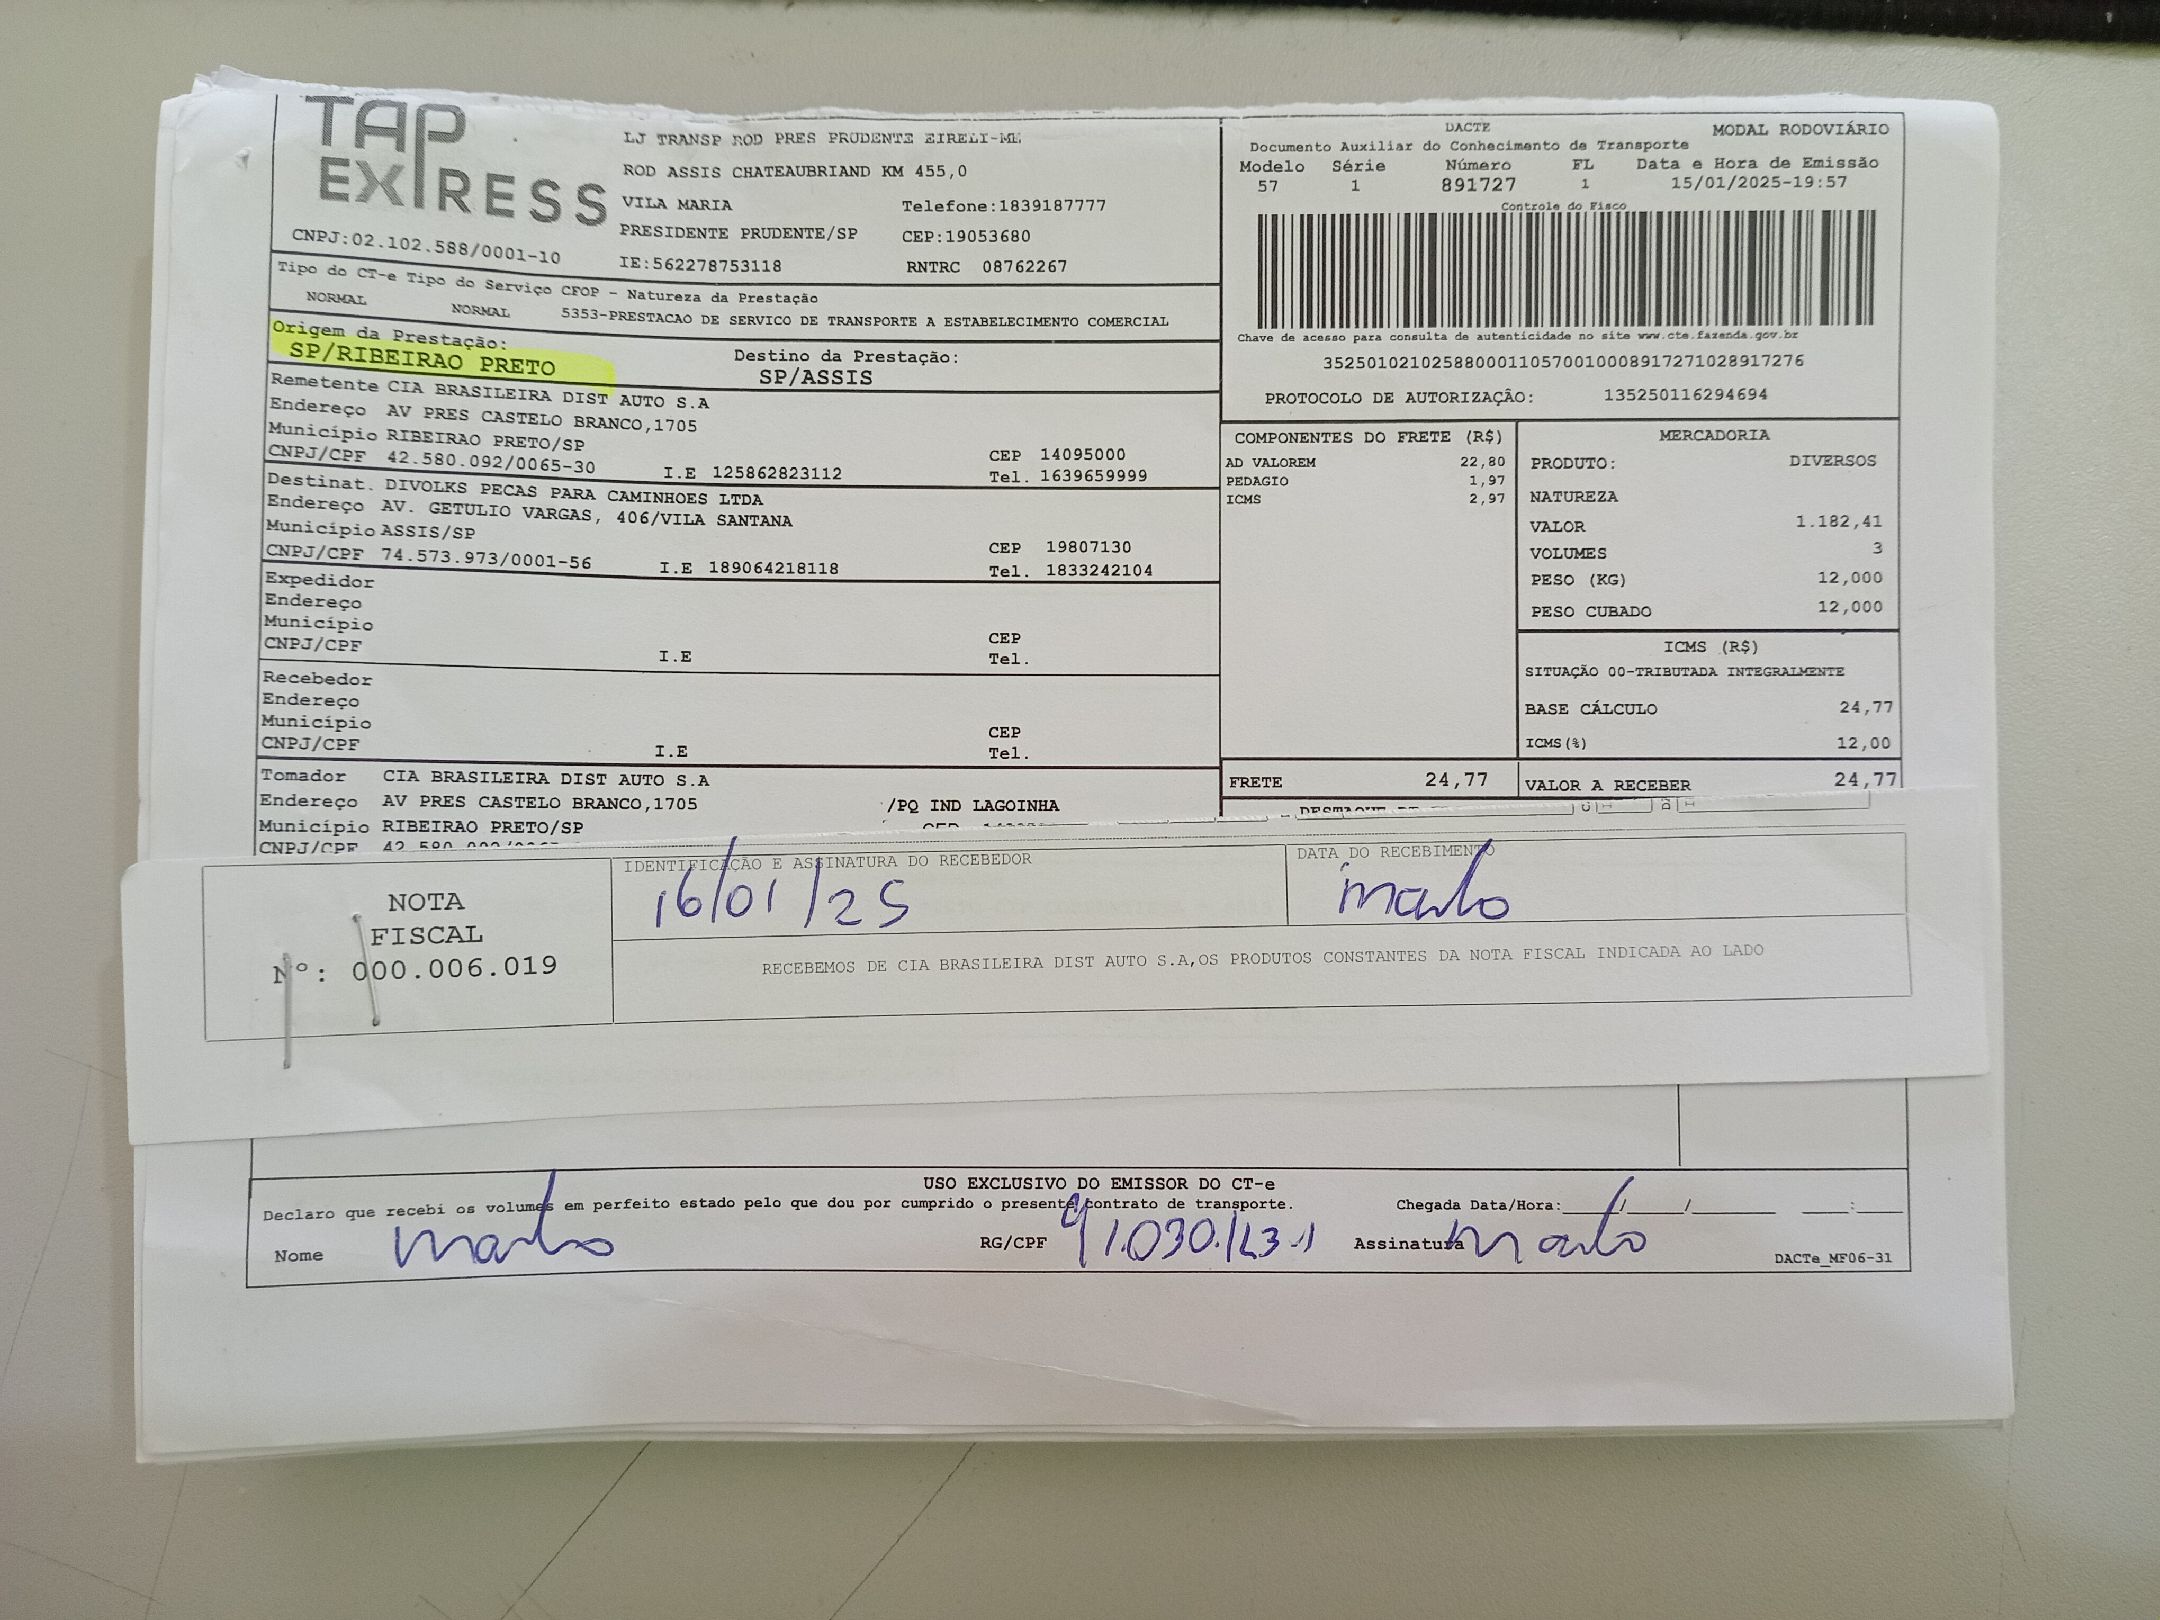 TAP
EXPRESS
CNPJ:02.102.588/0001-10
LJ TRANSP ROD PRES PRUDENTE EIRELI-ME
ROD ASSIS CHATEAUBRIAND KM 455,0
VILA MARIA Telefone:1839187777
PRESIDENTE PRUDENTE/SP CEP:19053680
IE:562278753118 RNTRC 08762267
DACTE MODAL RODOVIÁRIO
Documento Auxiliar do Conhecimento de Transporte
Modelo Série Número FL Data e Hora de Emissão
57 1 891727 1 15/01/2025-19:57
Controle do Fisco
Chave de acesso para consulta de autenticidade no site www.cte.fazenda.gov.br
35250102102588000110570010008917271028917276
PROTOCOLO DE AUTORIZAÇÃO: 135250116294694
Tipo do CT-e Tipo do Serviço CFOP - Natureza da Prestação
NORMAL NORMAL 5353-PRESTACAO DE SERVICO DE TRANSPORTE A ESTABELECIMENTO COMERCIAL
Origem da Prestação: Destino da Prestação:
SP/RIBEIRAO PRETO SP/ASSIS
Remetente CIA BRASILEIRA DIST AUTO S.A
Endereço AV PRES CASTELO BRANCO,1705
Município RIBEIRAO PRETO/SP CEP 14095000
CNPJ/CPF 42.580.092/0065-30 I.E 125862823112 Tel. 1639659999
Destinat. DIVOLKS PECAS PARA CAMINHOES LTDA
Endereço AV. GETULIO VARGAS, 406/VILA SANTANA
Município ASSIS/SP CEP 19807130
CNPJ/CPF 74.573.973/0001-56 I.E 189064218118 Tel. 1833242104
Expedidor
Endereço
Município CEP
CNPJ/CPF I.E Tel.
Recebedor
Endereço
Município CEP
CNPJ/CPF I.E Tel.
Tomador CIA BRASILEIRA DIST AUTO S.A
Endereço AV PRES CASTELO BRANCO,1705 /PQ IND LAGOINHA
Município RIBEIRAO PRETO/SP
CNPJ/CPF
COMPONENTES DO FRETE (R$)
AD VALOREM 22,80
PEDAGIO 1,97
ICMS 2,97
MERCADORIA
PRODUTO: DIVERSOS
NATUREZA
VALOR 1.182,41
VOLUMES 3
PESO (KG) 12,000
PESO CUBADO 12,000
ICMS (R$)
SITUAÇÃO 00-TRIBUTADA INTEGRALMENTE
BASE CÁLCULO 24,77
ICMS(%) 12,00
FRETE 24,77 VALOR A RECEBER 24,77
NOTA
FISCAL
Nº: 000.006.019
IDENTIFICAÇÃO E ASSINATURA DO RECEBEDOR DATA DO RECEBIMENTO
16/01/25
RECEBEMOS DE CIA BRASILEIRA DIST AUTO S.A,OS PRODUTOS CONSTANTES DA NOTA FISCAL INDICADA AO LADO
USO EXCLUSIVO DO EMISSOR DO CT-e
Declaro que recebi os volumes em perfeito estado pelo que dou por cumprido o presente contrato de transporte. Chegada Data/Hora:____/____/______ ___:___
Nome RG/CPF Assinatura
DACTe_MF06-31